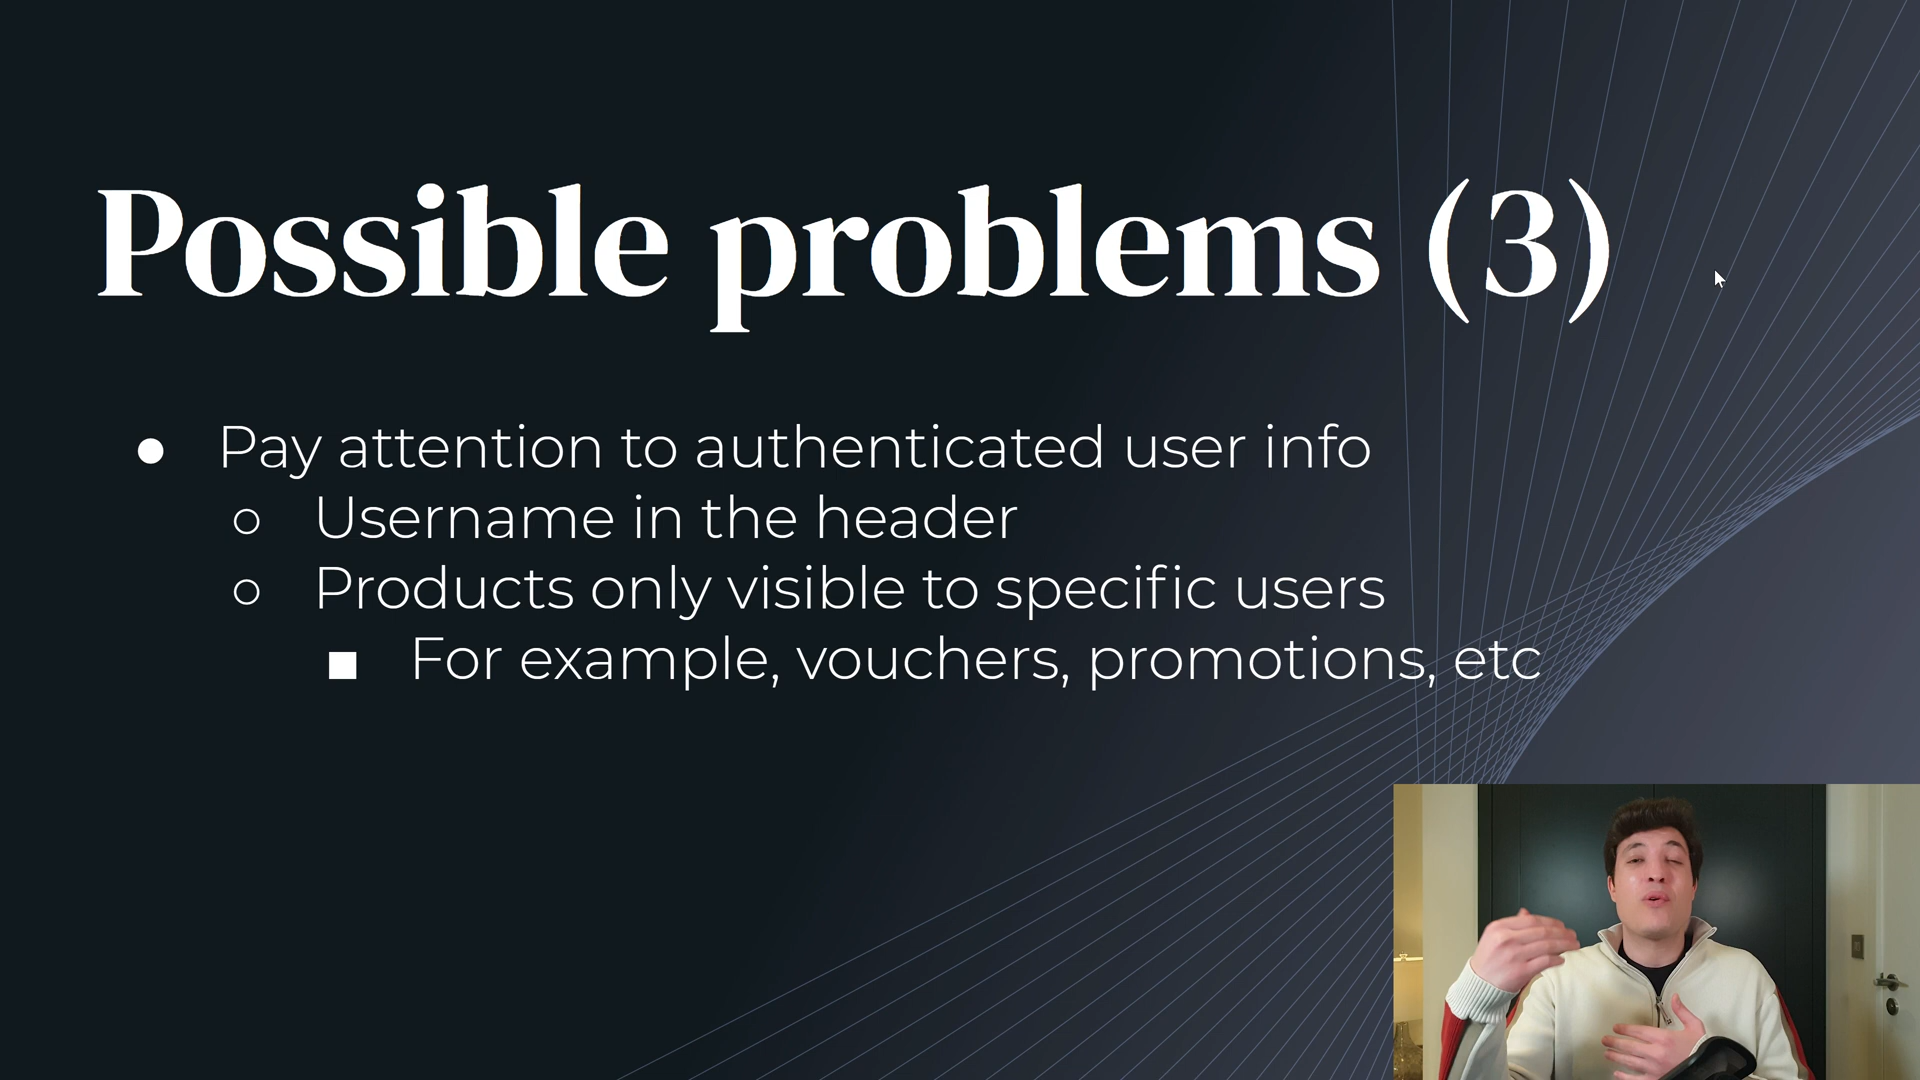 Possible problems (3)
Pay attention to authenticated user info
Username in the header
Products only visible to specific users
For example, vouchers, promotions, etc